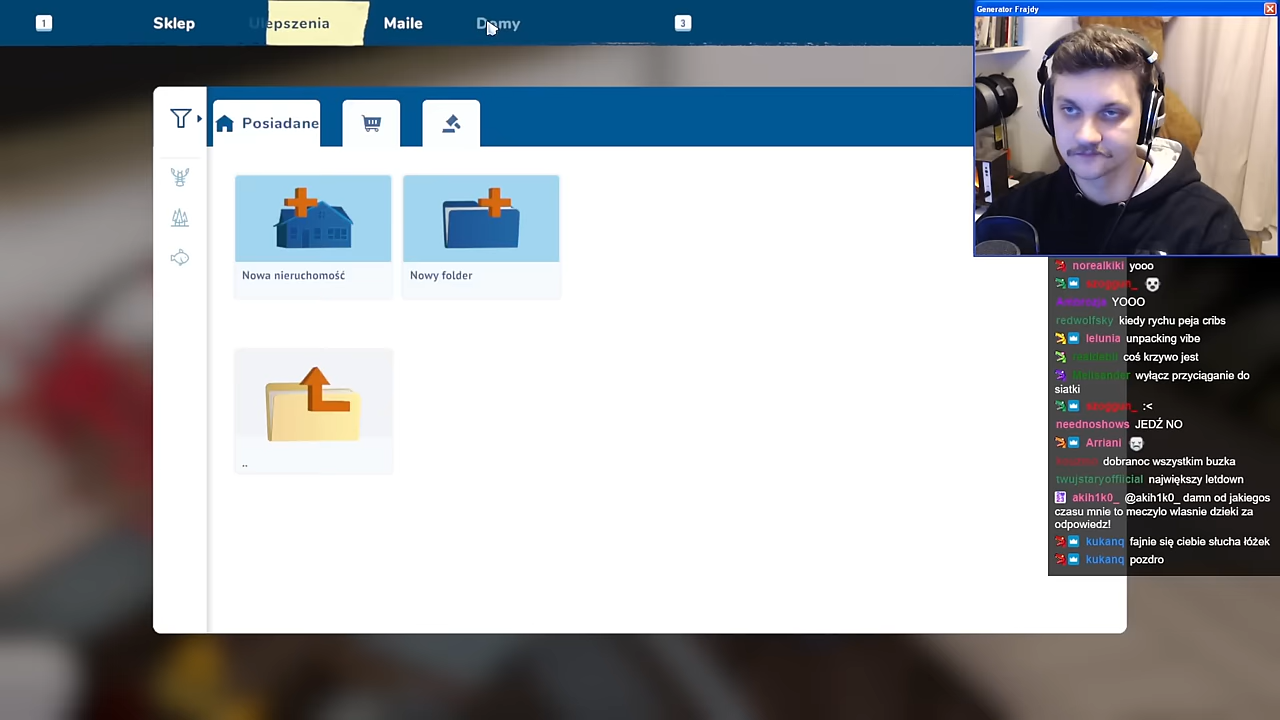 1
Sklep
Ulepszenia
Maile
Domy
3
Generator Frajdy
Posiadane
Nowa nieruchomość
Nowy folder
..
norealkiki yooo
YOOO
redwolfsky kiedy rychu peja cribs
lelunia unpacking vibe
coś krzywo jest
wyłącz przyciąganie do
siatki
:<
neednoshows JEDŹ NO
Arriani
dobranoc wszystkim buzka
twujstaryofficial największy letdown
akih1k0_ @akih1k0_ damn od jakiegos
czasu mnie to meczylo wlasnie dzieki za
odpowiedz!
kukanq fajnie się ciebie słucha łóżek
kukanq pozdro